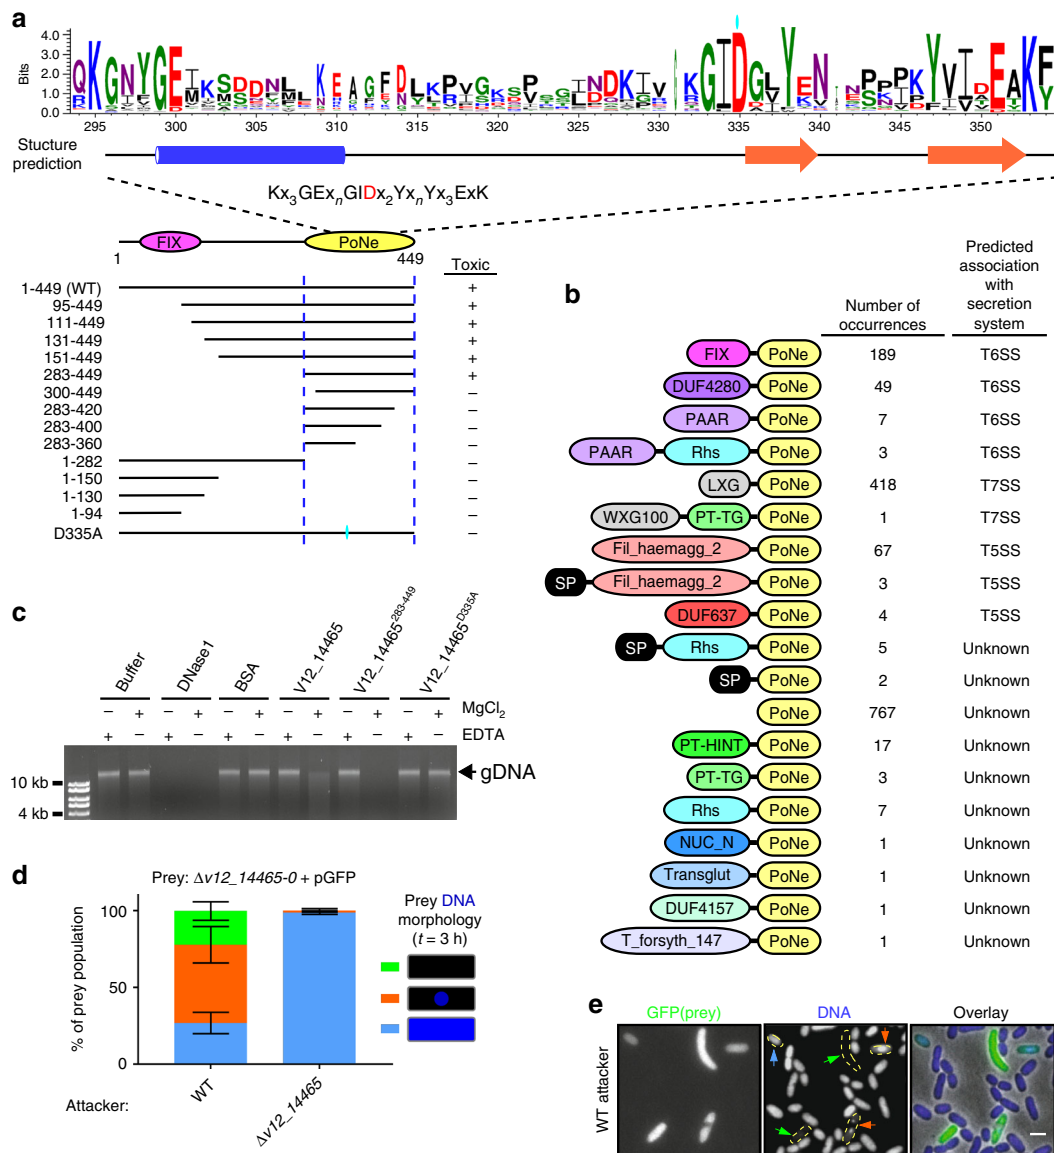 a
Bits
4.0
3.0
2.0
1.0
0.0
295 300 305 310 315 320 325 330 335 340 345 350
Stucture prediction
Kx3GExnGIDx2YxnYx3ExK
FIX PoNe
1 449
Toxic
1-449 (WT) +
95-449 +
111-449 +
131-449 +
151-449 +
283-449 +
300-449 –
283-420 –
283-400 –
283-360 –
1-282 –
1-150 –
1-130 –
1-94 –
D335A –
b
Number of occurrences
Predicted association with secretion system
FIX PoNe 189 T6SS
DUF4280 PoNe 49 T6SS
PAAR PoNe 7 T6SS
PAAR Rhs PoNe 3 T6SS
LXG PoNe 418 T7SS
WXG100 PT-TG PoNe 1 T7SS
Fil_haemagg_2 PoNe 67 T5SS
SP Fil_haemagg_2 PoNe 3 T5SS
DUF637 PoNe 4 T5SS
SP Rhs PoNe 5 Unknown
SP PoNe 2 Unknown
PoNe 767 Unknown
PT-HINT PoNe 17 Unknown
PT-TG PoNe 3 Unknown
Rhs PoNe 7 Unknown
NUC_N PoNe 1 Unknown
Transglut PoNe 1 Unknown
DUF4157 PoNe 1 Unknown
T_forsyth_147 PoNe 1 Unknown
c
Buffer DNase1 BSA V12_14465 V12_14465283-449 V12_14465D335A
– + – + – + – + – + – + MgCl2
+ – + – + – + – + – + – EDTA
10 kb
4 kb
gDNA
d
Prey: Δv12_14465-0 + pGFP
% of prey population
100
50
0
Prey DNA morphology (t = 3 h)
Attacker: WT Δv12_14465
e
GFP(prey) DNA Overlay
WT attacker